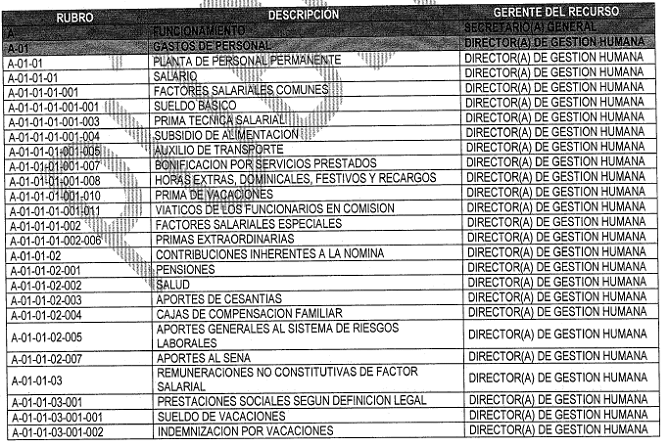 RUBRO DESCRIPCIÓN GERENTE DEL RECURSO
A FUNCIONAMIENTO SECRETARIO(A) GENERAL
A-01 GASTOS DE PERSONAL DIRECTOR(A) DE GESTION HUMANA
A-01-01 PLANTA DE PERSONAL PERMANENTE DIRECTOR(A) DE GESTION HUMANA
A-01-01-01 SALARIO DIRECTOR(A) DE GESTION HUMANA
A-01-01-01-001 FACTORES SALARIALES COMUNES DIRECTOR(A) DE GESTION HUMANA
A-01-01-01-001-001 SUELDO BÁSICO DIRECTOR(A) DE GESTION HUMANA
A-01-01-01-001-003 PRIMA TECNICA SALARIAL DIRECTOR(A) DE GESTION HUMANA
A-01-01-01-001-004 SUBSIDIO DE ALIMENTACION DIRECTOR(A) DE GESTION HUMANA
A-01-01-01-001-005 AUXILIO DE TRANSPORTE DIRECTOR(A) DE GESTION HUMANA
A-01-01-01-001-007 BONIFICACION POR SERVICIOS PRESTADOS DIRECTOR(A) DE GESTION HUMANA
A-01-01-01-001-008 HORAS EXTRAS, DOMINICALES, FESTIVOS Y RECARGOS DIRECTOR(A) DE GESTION HUMANA
A-01-01-01-001-010 PRIMA DE VACACIONES DIRECTOR(A) DE GESTION HUMANA
A-01-01-01-001-011 VIATICOS DE LOS FUNCIONARIOS EN COMISION DIRECTOR(A) DE GESTION HUMANA
A-01-01-01-002 FACTORES SALARIALES ESPECIALES DIRECTOR(A) DE GESTION HUMANA
A-01-01-01-002-006 PRIMAS EXTRAORDINARIAS DIRECTOR(A) DE GESTION HUMANA
A-01-01-02 CONTRIBUCIONES INHERENTES A LA NOMINA DIRECTOR(A) DE GESTION HUMANA
A-01-01-02-001 PENSIONES DIRECTOR(A) DE GESTION HUMANA
A-01-01-02-002 SALUD DIRECTOR(A) DE GESTION HUMANA
A-01-01-02-003 APORTES DE CESANTIAS DIRECTOR(A) DE GESTION HUMANA
A-01-01-02-004 CAJAS DE COMPENSACION FAMILIAR DIRECTOR(A) DE GESTION HUMANA
A-01-01-02-005 APORTES GENERALES AL SISTEMA DE RIESGOS
LABORALES DIRECTOR(A) DE GESTION HUMANA
A-01-01-02-007 APORTES AL SENA DIRECTOR(A) DE GESTION HUMANA
A-01-01-03 REMUNERACIONES NO CONSTITUTIVAS DE FACTOR
SALARIAL DIRECTOR(A) DE GESTION HUMANA
A-01-01-03-001 PRESTACIONES SOCIALES SEGUN DEFINICION LEGAL DIRECTOR(A) DE GESTION HUMANA
A-01-01-03-001-001 SUELDO DE VACACIONES DIRECTOR(A) DE GESTION HUMANA
A-01-01-03-001-002 INDEMNIZACION POR VACACIONES DIRECTOR(A) DE GESTION HUMANA